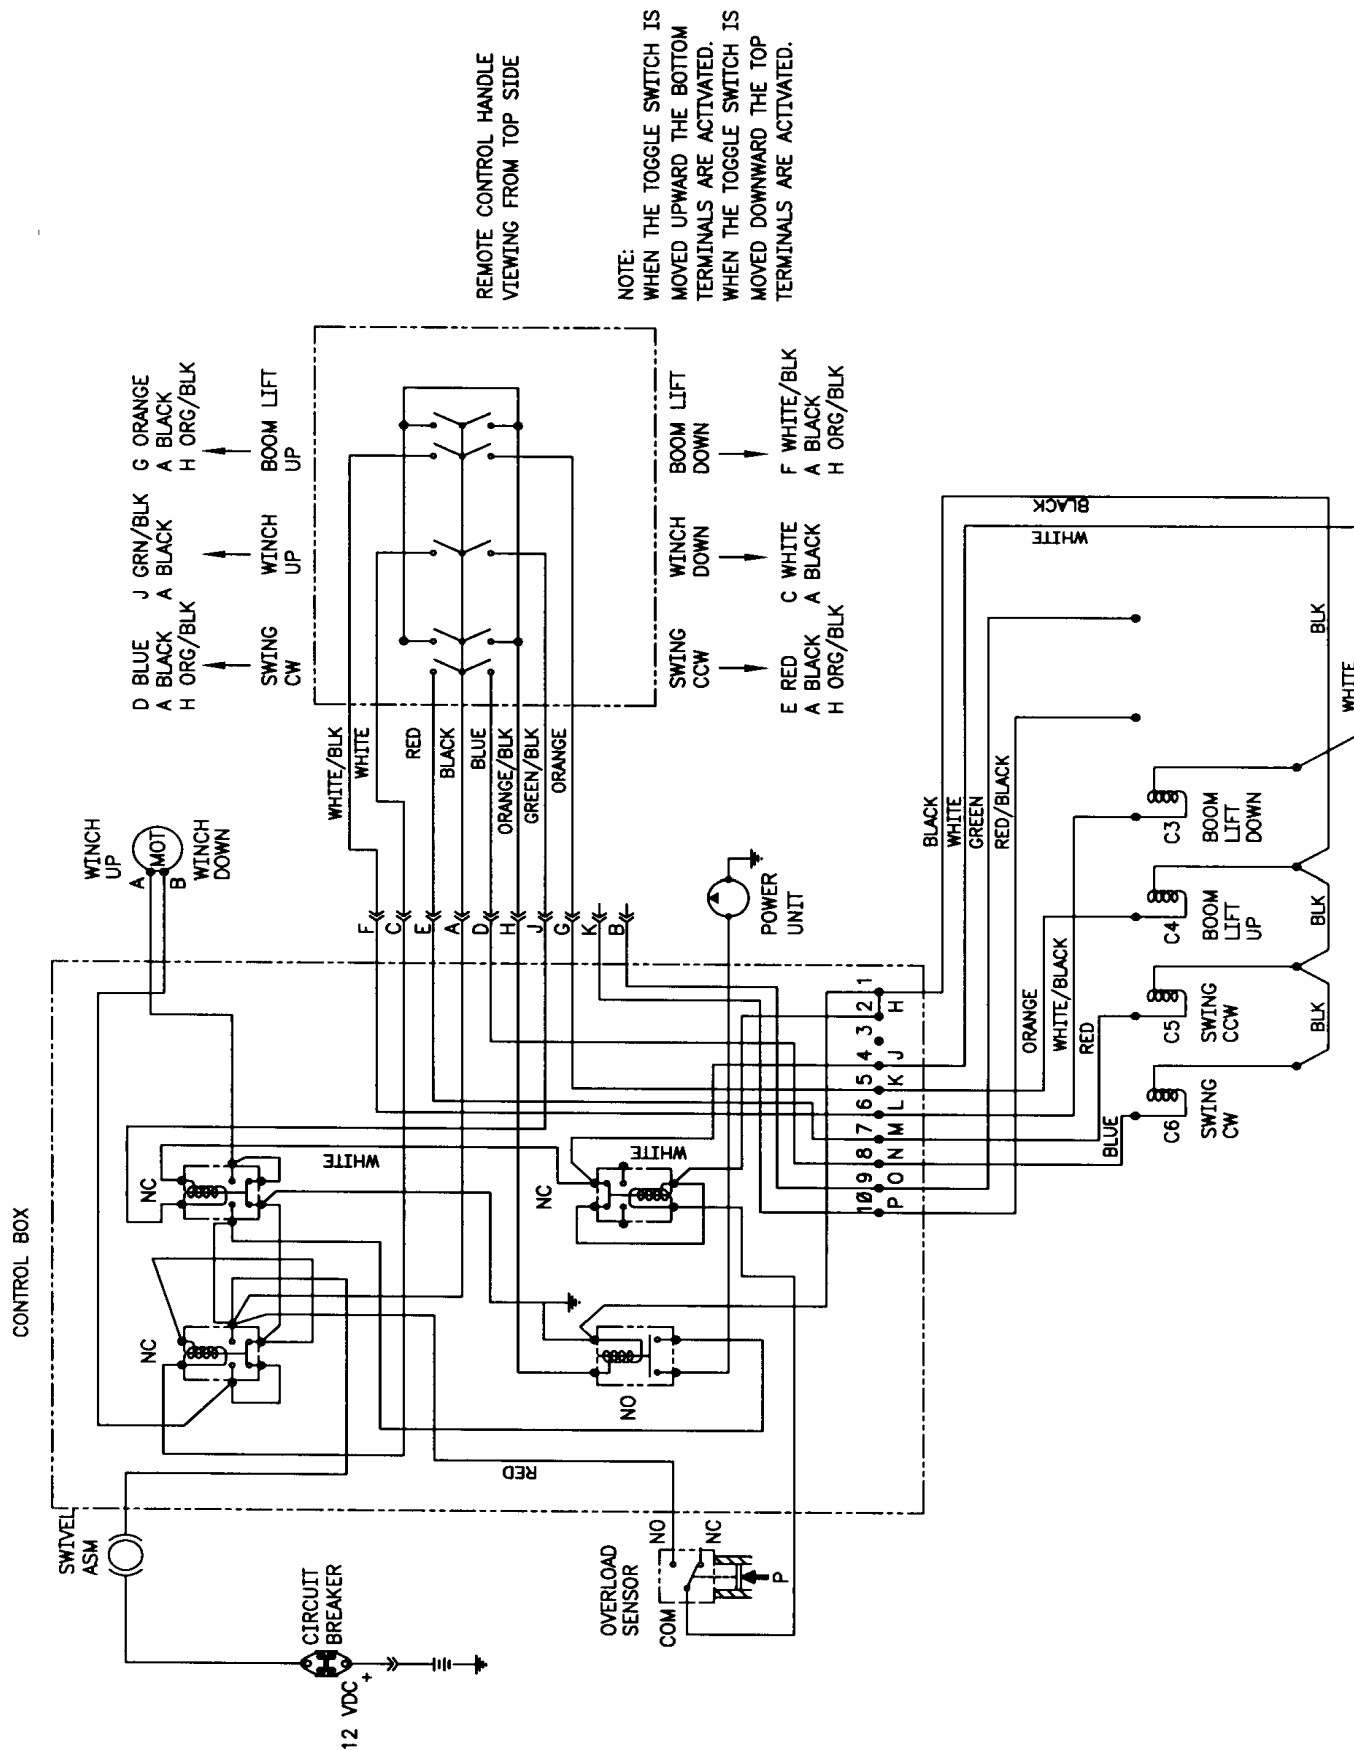 CONTROL BOX
SWIVEL
ASM
CIRCUIT
BREAKER
12 VDC
+
OVERLOAD
SENSOR
COM
NO
NC
P
NC
NC
NO
NC
WHITE
WHITE
RED
WINCH
UP
A
MOT
B
WINCH
DOWN
F
C
E
A
D
H
J
G
K
B
POWER
UNIT
WHITE/BLK
WHITE
RED
BLACK
BLUE
ORANGE/BLK
GREEN/BLK
ORANGE
D BLUE
A BLACK
H ORG/BLK
SWING
CW
J GRN/BLK
A BLACK
WINCH
UP
G ORANGE
A BLACK
H ORG/BLK
BOOM LIFT
UP
SWING
CCW
E RED
A BLACK
H ORG/BLK
WINCH
DOWN
C WHITE
A BLACK
BOOM LIFT
DOWN
F WHITE/BLK
A BLACK
H ORG/BLK
REMOTE CONTROL HANDLE
VIEWING FROM TOP SIDE
NOTE:
WHEN THE TOGGLE SWITCH IS
MOVED UPWARD THE BOTTOM
TERMINALS ARE ACTIVATED.
WHEN THE TOGGLE SWITCH IS
MOVED DOWNWARD THE TOP
TERMINALS ARE ACTIVATED.
10 9 8 7 6 5 4 3 2 1
P O N M L K J H
BLACK
WHITE
GREEN
RED/BLACK
BLACK
WHITE
ORANGE
WHITE/BLACK
RED
BLUE
C6
SWING
CW
C5
SWING
CCW
C4
BOOM
LIFT
UP
C3
BOOM
LIFT
DOWN
BLK
BLK
BLK
WHITE